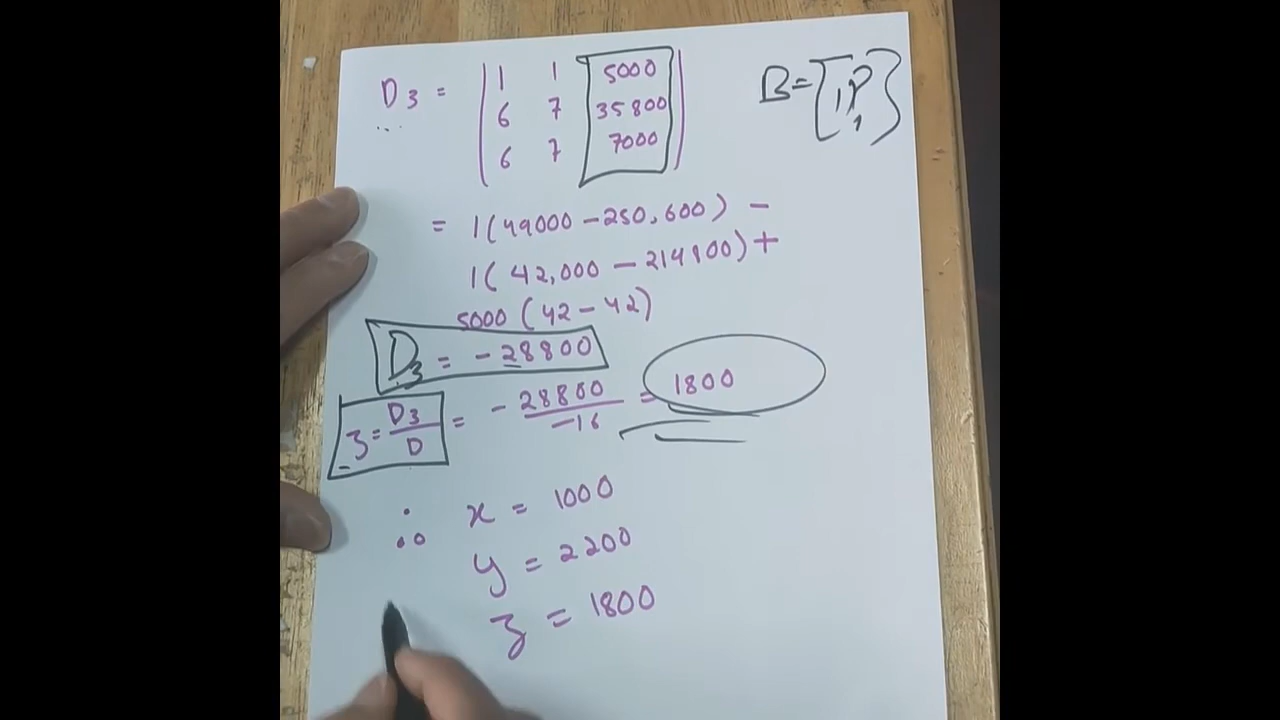 D3 = | 1 1 5000 | B = [1, P, }
6 7 35800
6 7 7000
= 1(49000 - 250,600) -
1(42,000 - 214800) +
5000 (42 - 42)
D3 = - 28800
z = D3/D = - 28800/-16 = 1800
∴ x = 1000
y = 2200
z = 1800